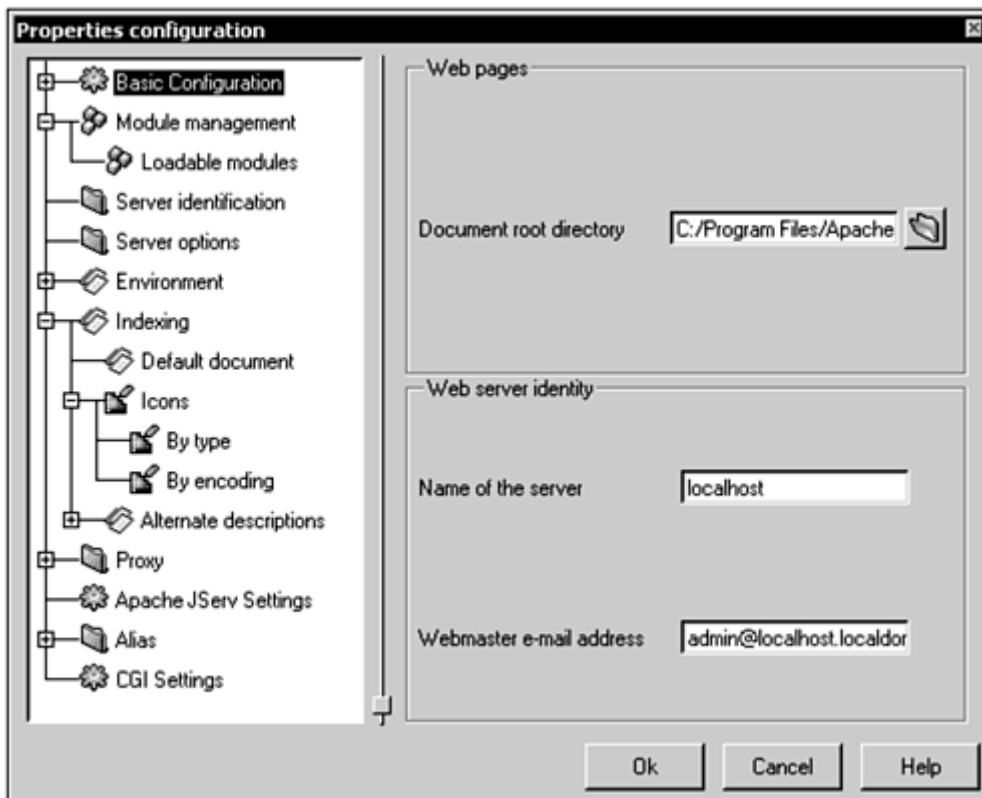 Properties configuration
Basic Configuration
Module management
Loadable modules
Server identification
Server options
Environment
Indexing
Default document
Icons
By type
By encoding
Alternate descriptions
Proxy
Apache JServ Settings
Alias
CGI Settings
Web pages
Document root directory C:/Program Files/Apache
Web server identity
Name of the server localhost
Webmaster e-mail address admin@localhost.localdor
Ok Cancel Help